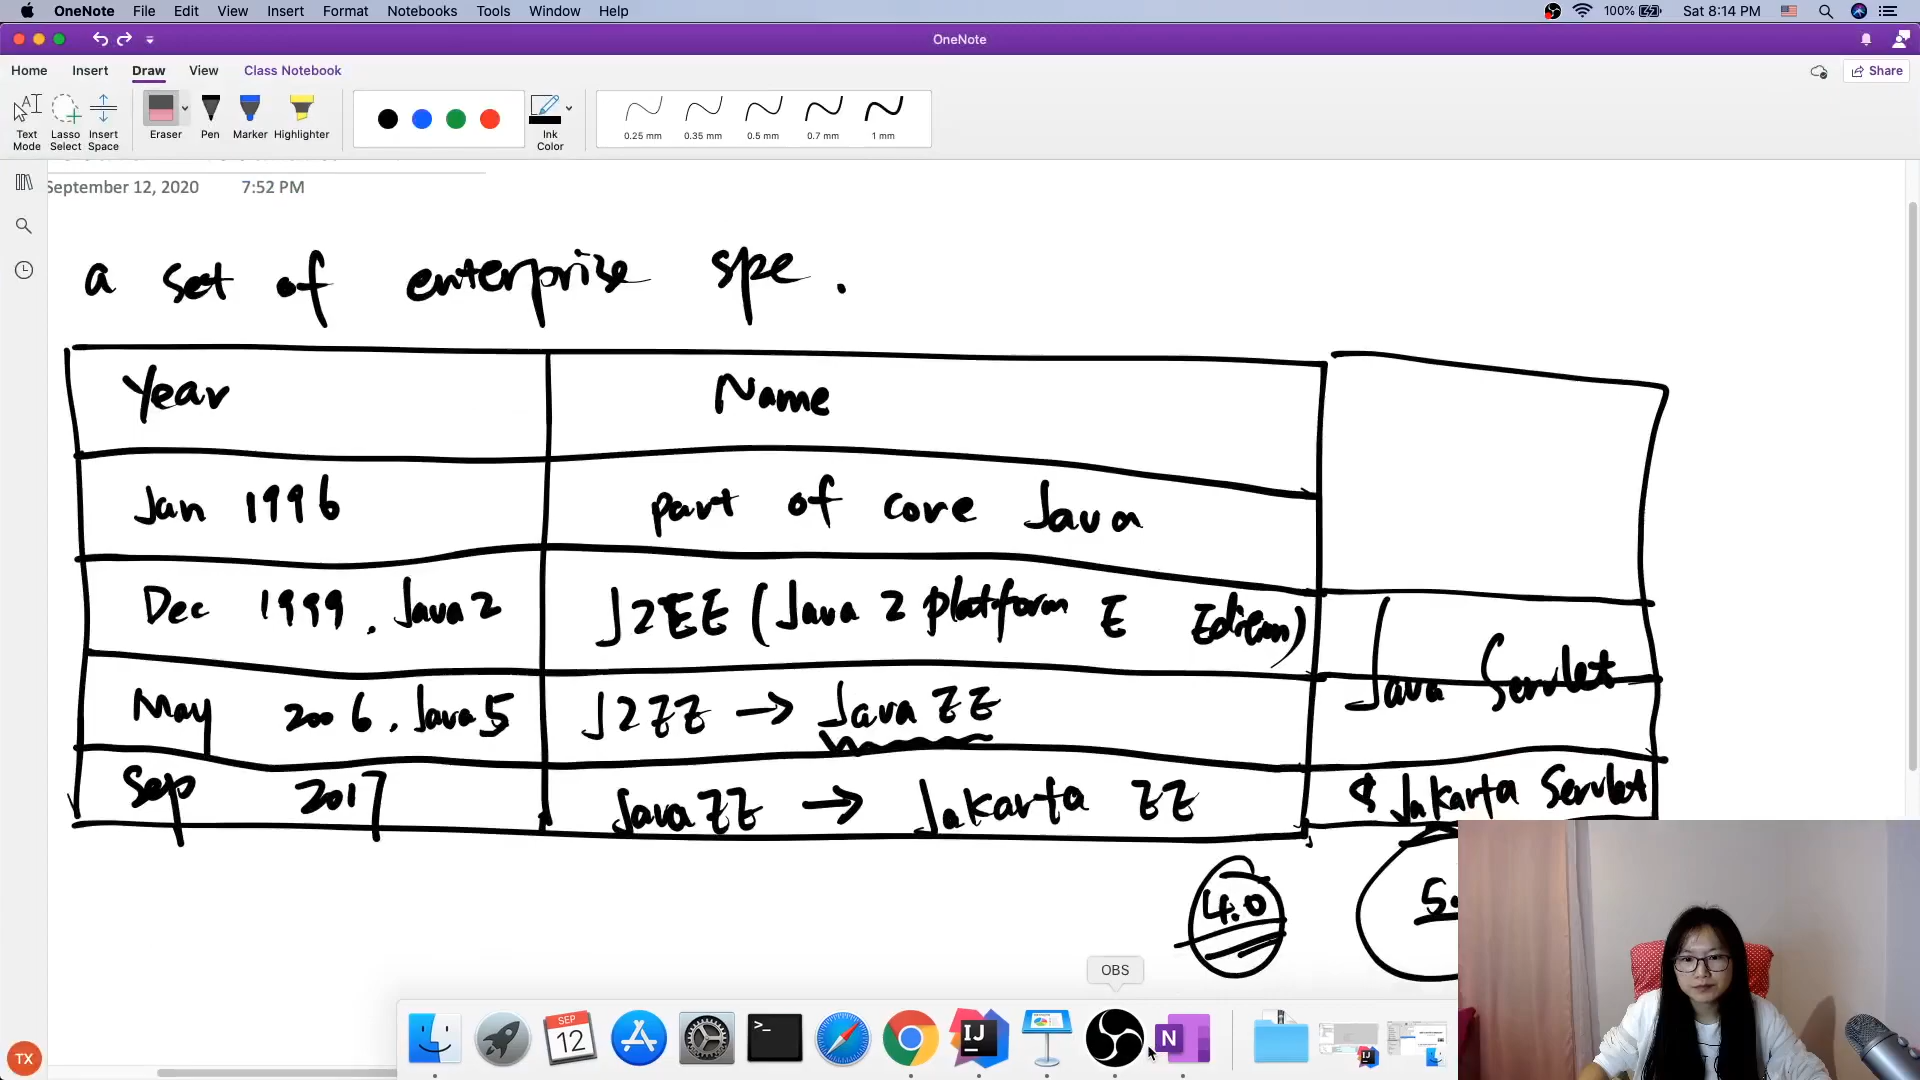 OneNote File Edit View Insert Format Notebooks Tools Window Help 100% Sat 8:14 PM
OneNote
Home Insert Draw View Class Notebook Share
Text Mode Lasso Select Insert Space Eraser Pen Marker Highlighter Ink Color 0.25 mm 0.35 mm 0.5 mm 0.7 mm 1 mm
September 12, 2020 7:52 PM
a set of enterprise spe.
Year Name
Jan 1996 part of core Java
Dec 1999. Java 2 J2EE (Java 2 platform E Edition)
Java Servlet
May 2006. Java 5 J2EE → Java EE
Sep 2017 Java EE → Jakarta EE Jakarta Servlet
4.0 5.
OBS
SEP
12
IJ
N
TX